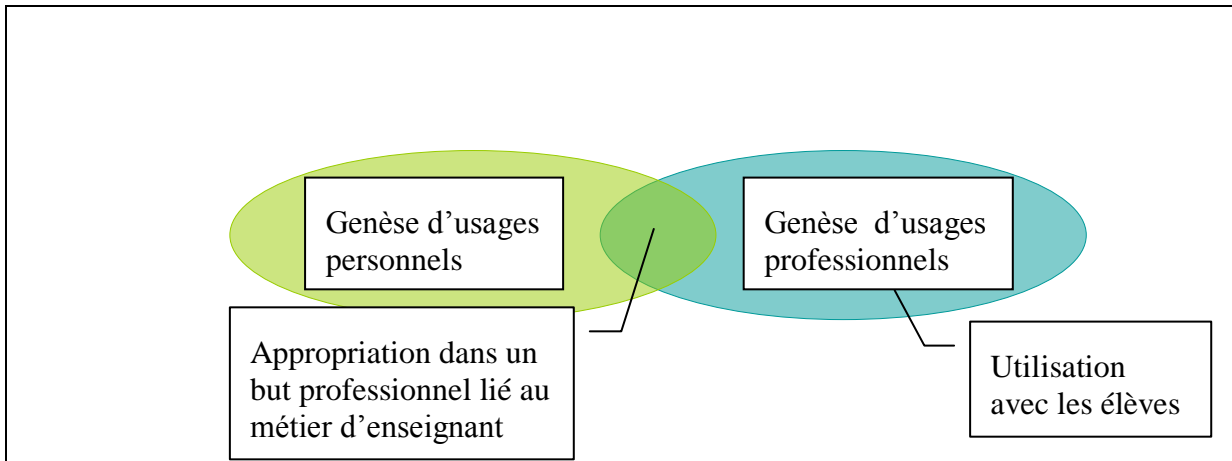 Genèse d’usages
personnels
Genèse d’usages
professionnels
Appropriation dans un
but professionnel lié au
métier d’enseignant
Utilisation
avec les élèves